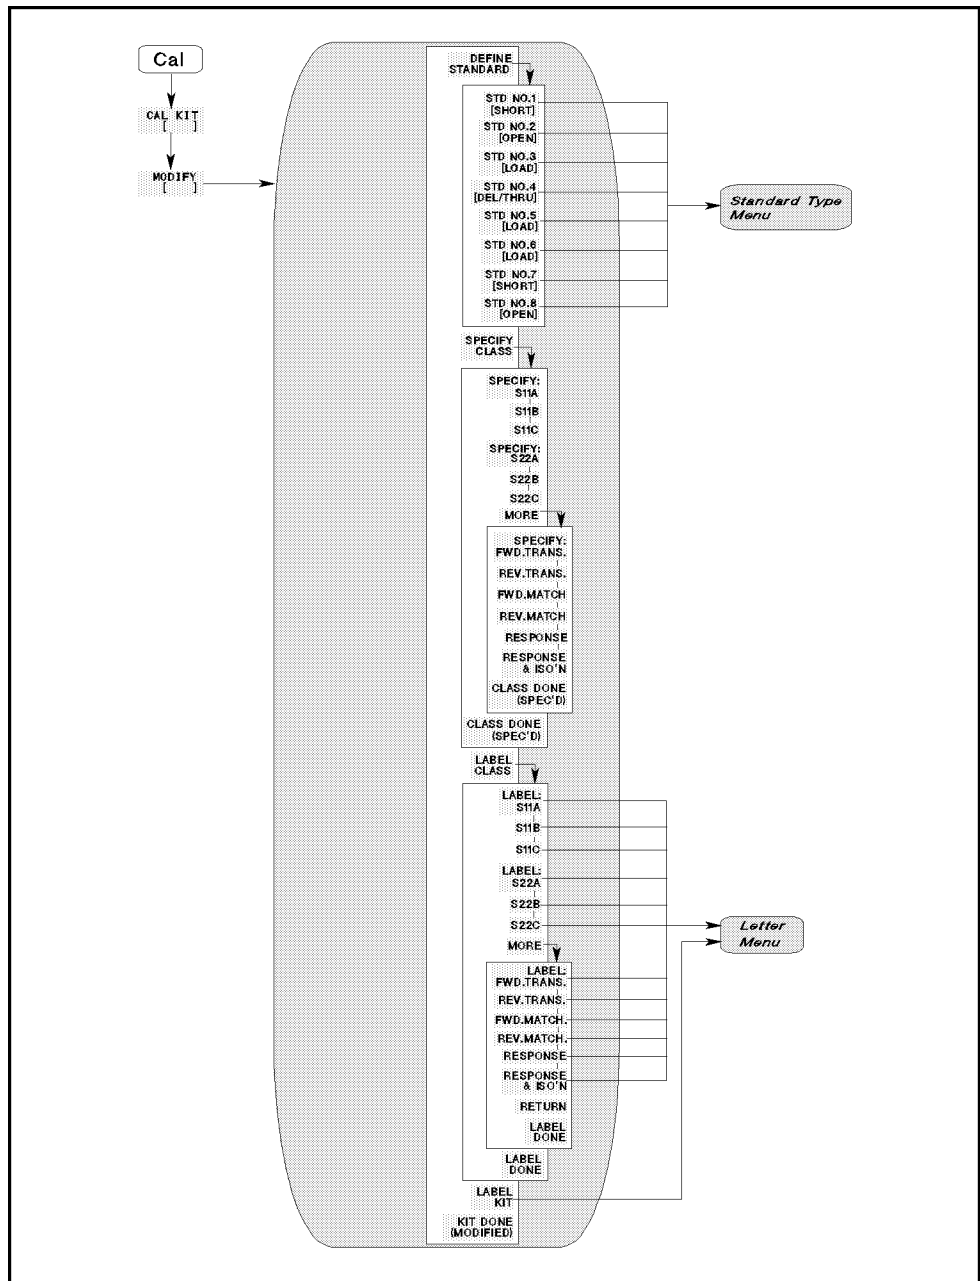 Cal
CAL KIT
[ ]
MODIFY
[ ]
DEFINE
STANDARD
STD NO.1
[SHORT]
STD NO.2
[OPEN]
STD NO.3
[LOAD]
STD NO.4
[DEL/THRU]
STD NO.5
[LOAD]
STD NO.6
[LOAD]
STD NO.7
[SHORT]
STD NO.8
[OPEN]
Standard Type
Menu
SPECIFY
CLASS
SPECIFY:
S11A
S11B
S11C
SPECIFY:
S22A
S22B
S22C
MORE
SPECIFY:
FWD.TRANS.
REV.TRANS.
FWD.MATCH
REV.MATCH
RESPONSE
RESPONSE
& ISO'N
CLASS DONE
(SPEC'D)
CLASS DONE
(SPEC'D)
LABEL
CLASS
LABEL:
S11A
S11B
S11C
LABEL:
S22A
S22B
S22C
MORE
Letter
Menu
LABEL:
FWD.TRANS.
REV.TRANS.
FWD.MATCH.
REV.MATCH.
RESPONSE
RESPONSE
& ISO'N
RETURN
LABEL
DONE
LABEL
DONE
LABEL
KIT
KIT DONE
(MODIFIED)